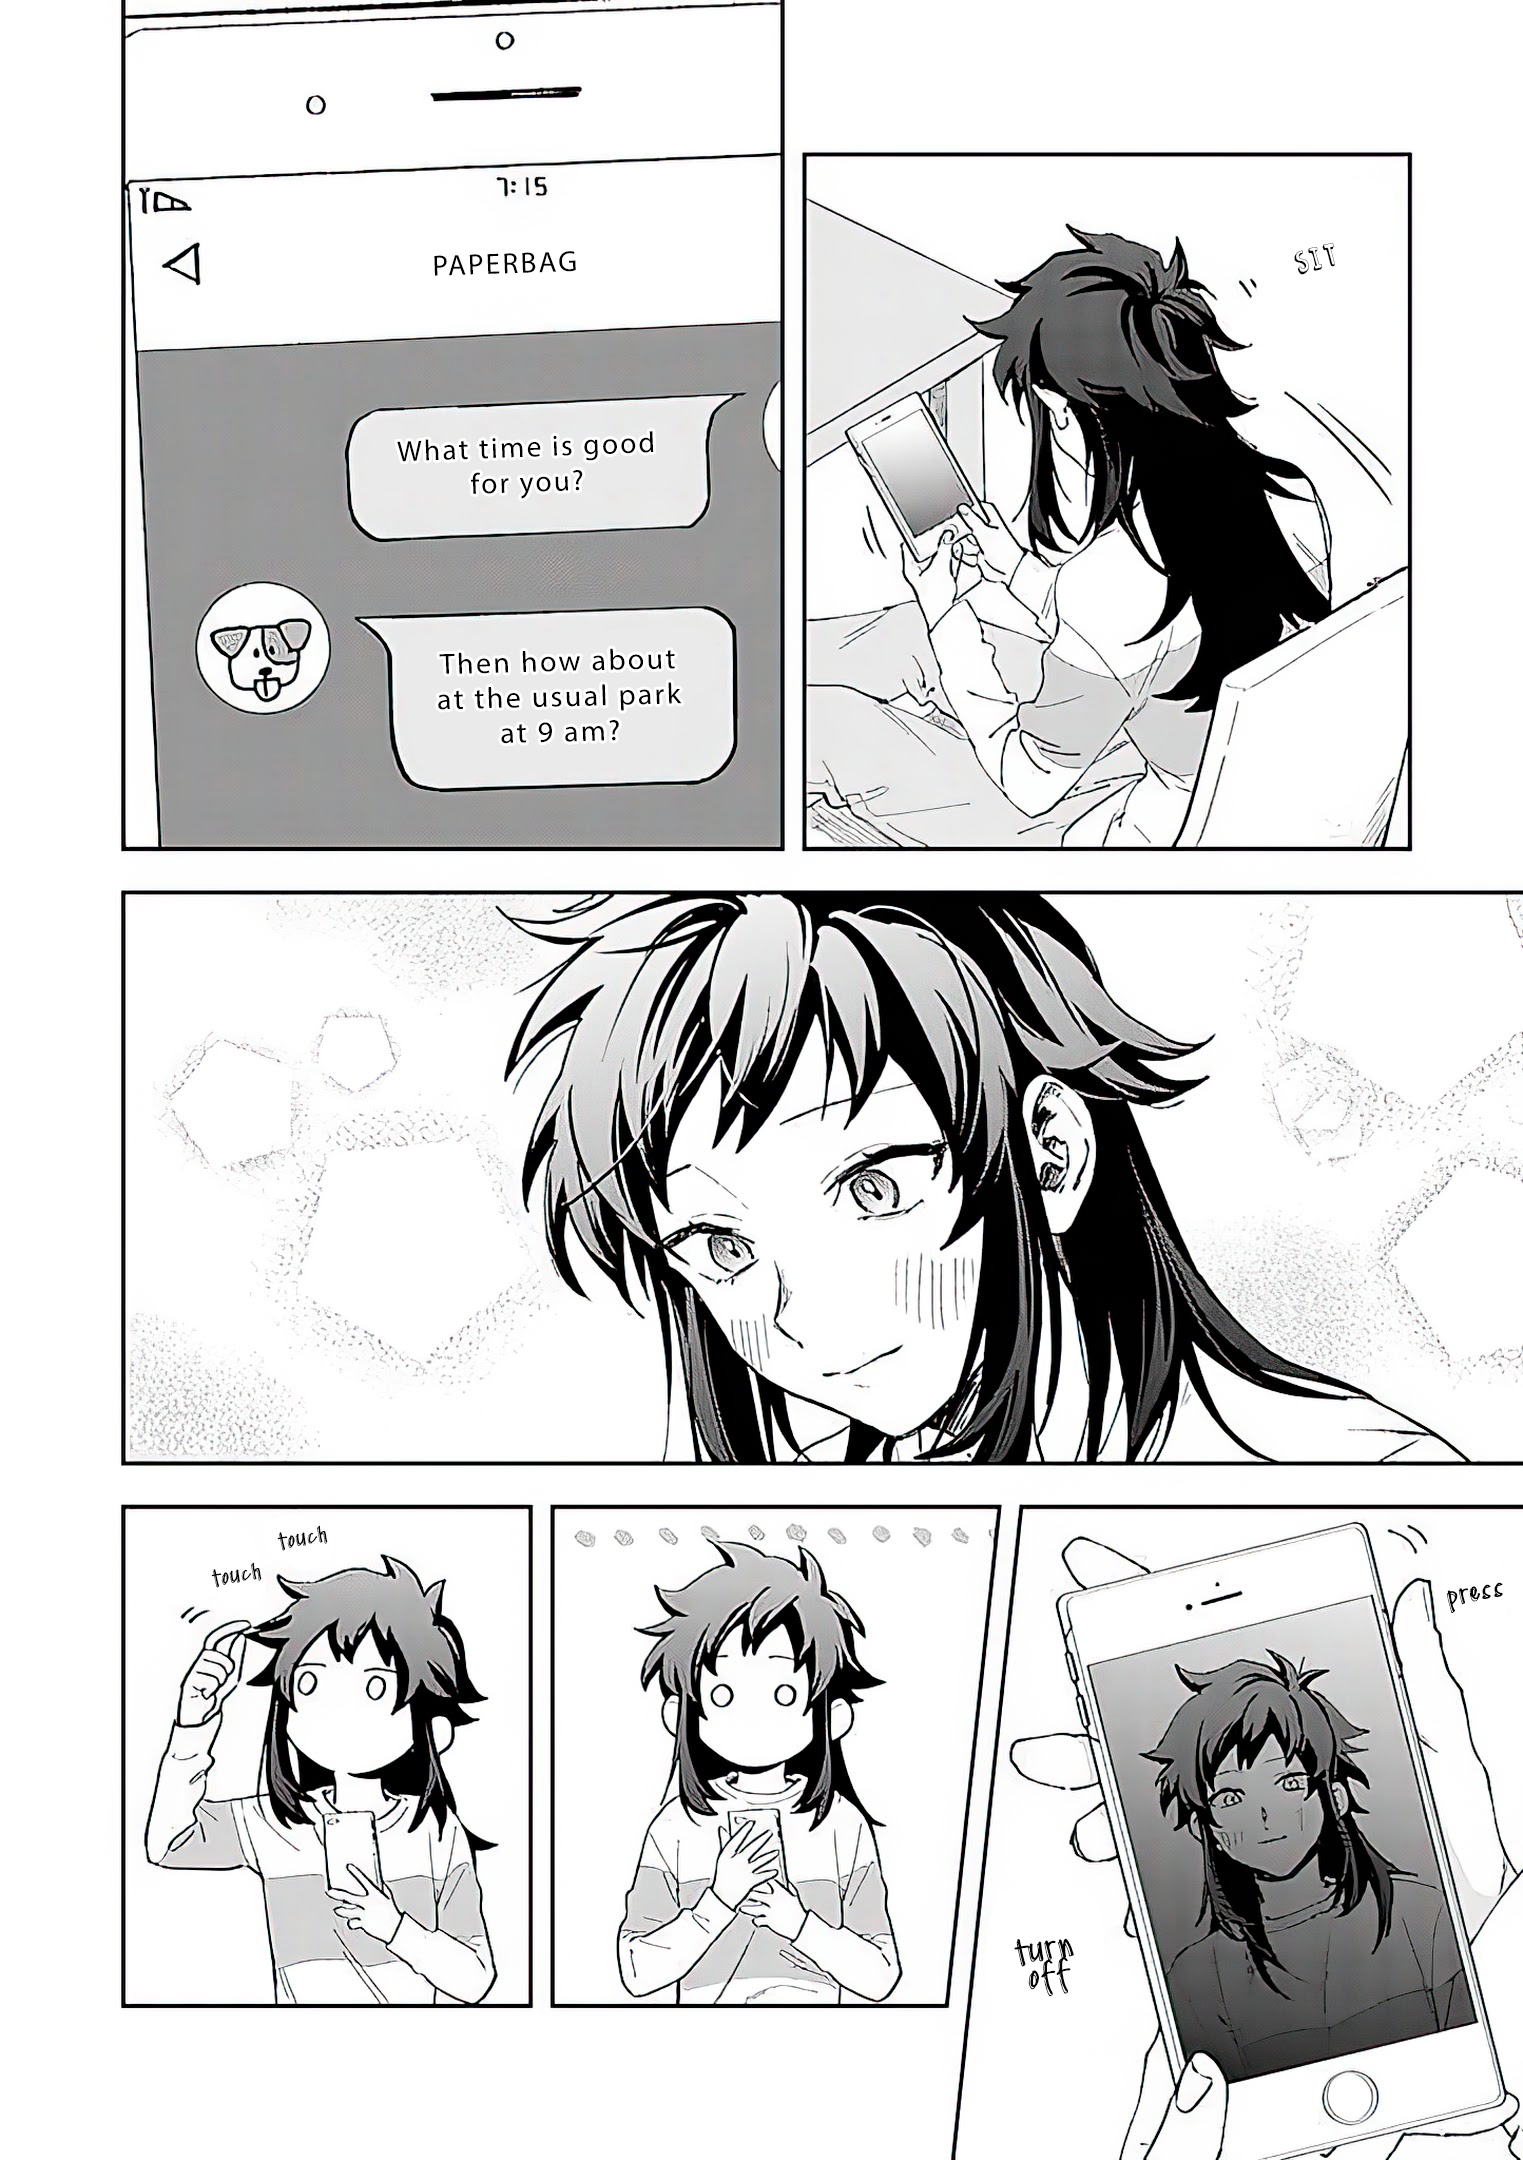 SIT
7:15
PAPERBAG
What time is good
for you?
Then how about
at the usual park
at 9 am?
press
turn
off
touch
touch